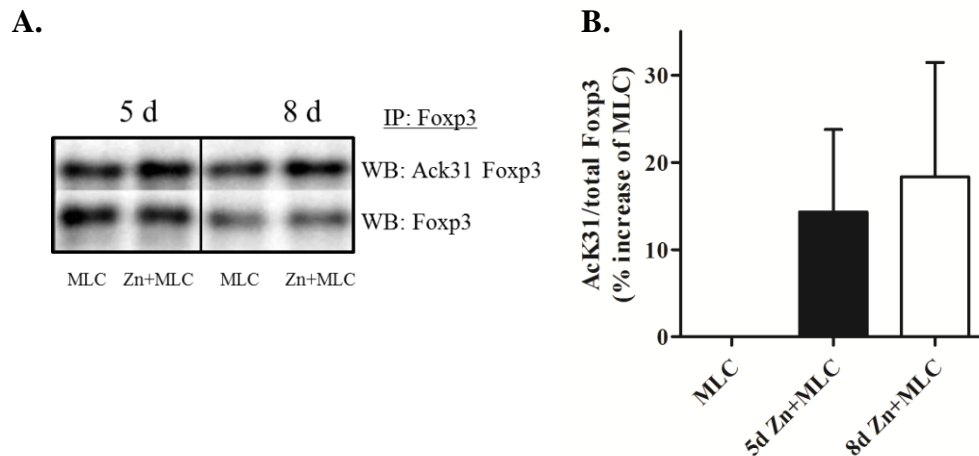 A.
5 d 8 d IP: Foxp3
WB: Ack31 Foxp3
WB: Foxp3
MLC Zn+MLC MLC Zn+MLC
B.
AcK31/total Foxp3
(% increase of MLC)
30
20
10
0
MLC
5d Zn+MLC
8d Zn+MLC